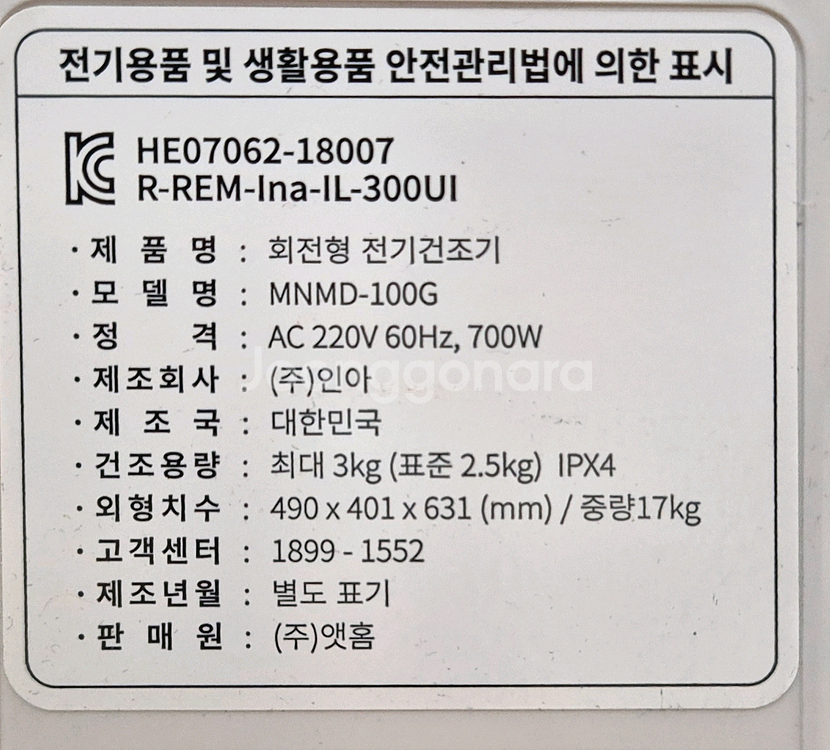 전기용품 및 생활용품 안전관리법에 의한 표시
HE07062-18007
R-REM-Ina-IL-300UI
· 제 품 명 : 회전형 전기건조기
· 모 델 명 : MNMD-100G
· 정 격 : AC 220V 60Hz, 700W
· 제조회사 : (주)인아
Joonggonara
· 제 조 국 : 대한민국
· 건조용량 : 최대 3kg (표준 2.5kg) IPX4
· 외형치수 : 490 x 401 x 631 (mm) / 중량17kg
· 고객센터 : 1899 - 1552
· 제조년월 : 별도 표기
· 판 매 원 : (주)앳홈